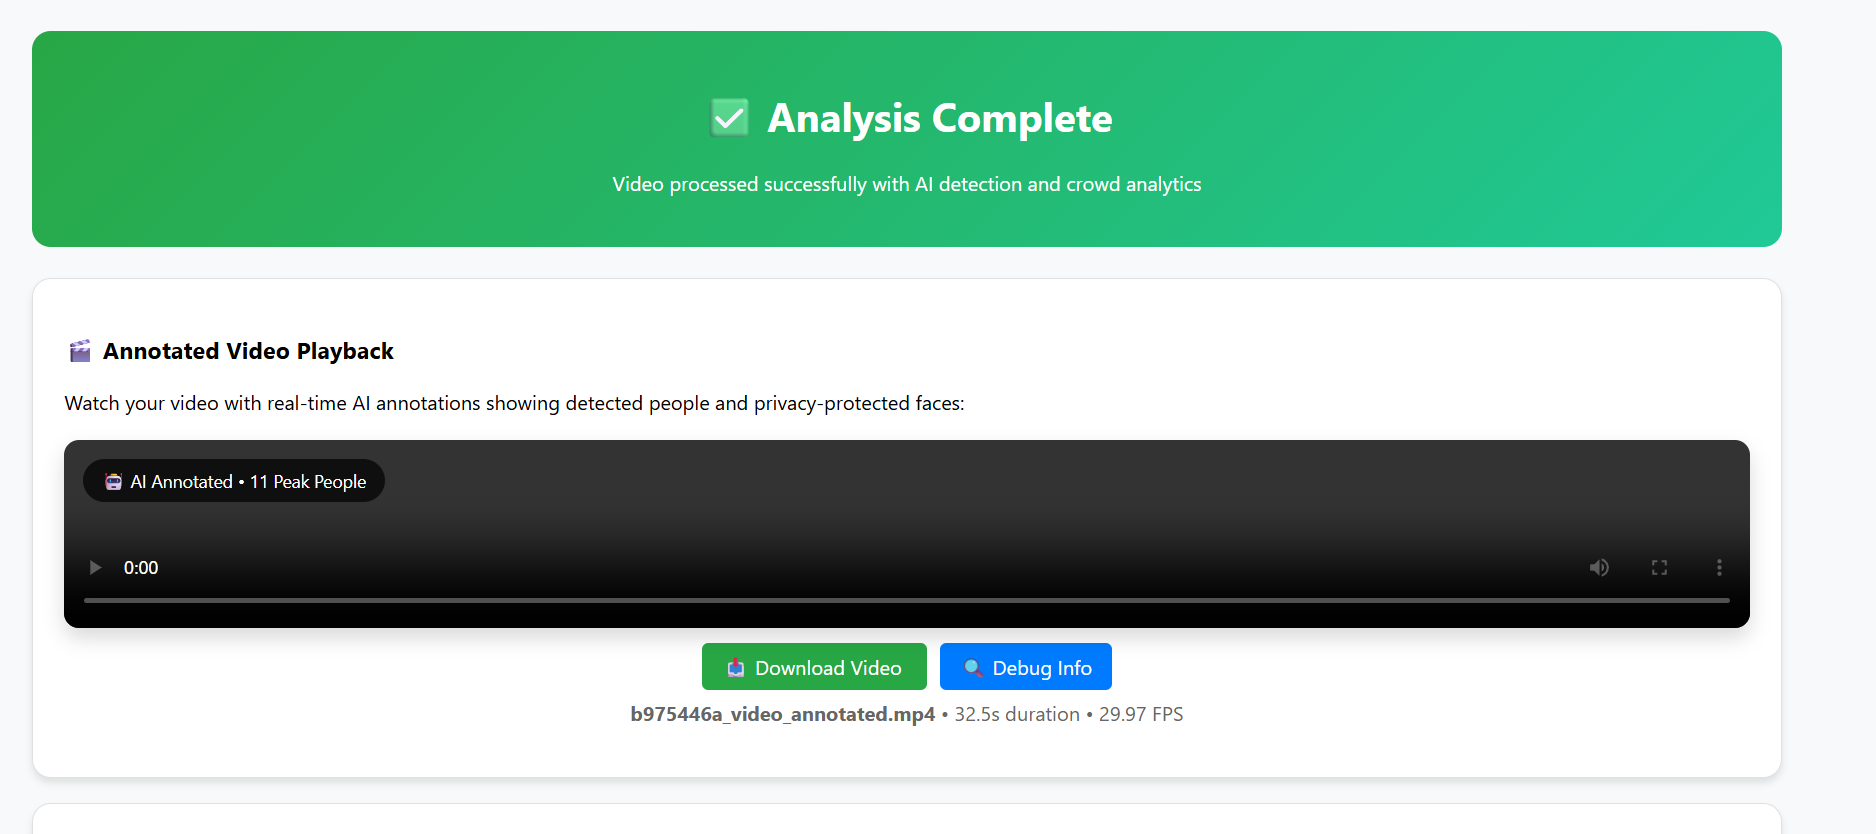 ✅ Analysis Complete
Video processed successfully with AI detection and crowd analytics
🎬 Annotated Video Playback
Watch your video with real-time AI annotations showing detected people and privacy-protected faces:
🤖 AI Annotated • 11 Peak People
0:00
📥 Download Video
🔍 Debug Info
b975446a_video_annotated.mp4 • 32.5s duration • 29.97 FPS